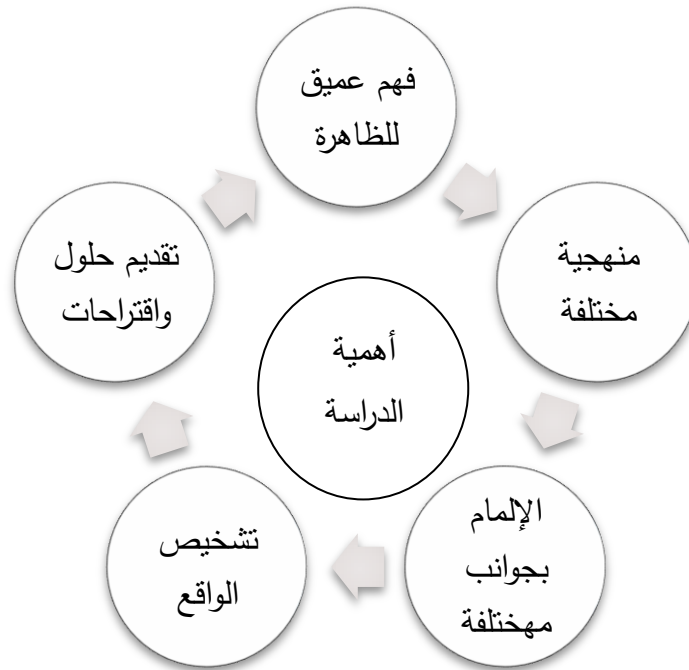 فهم عميق
للظاهرة
منهجية
مختلفة
الإلمام
بجوانب
مهختلفة
تشخيص
الواقع
تقديم حلول
واقتراحات
أهمية
الدراسة